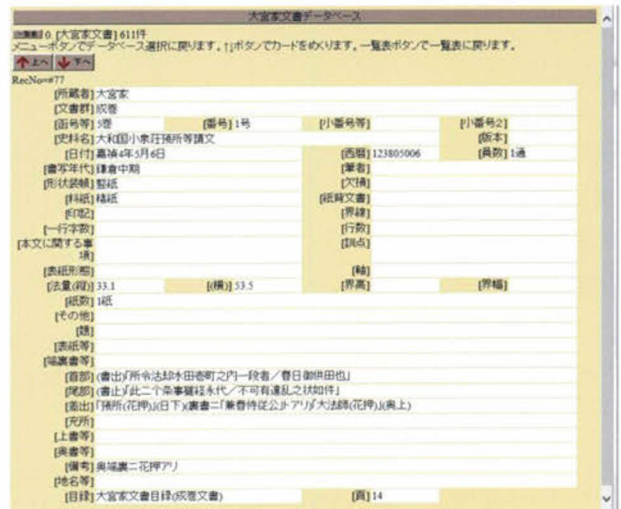 大宮家文書データベース
0. [大宮家文書] 611件
メニューボタンでデータベース選択に戻ります。↑↓ボタンでカードをめくります。一覧表ボタンで一覧表に戻ります。
上へ 下へ
RecNo=#77
[所蔵者] 大宮家
[文書群] 成巻
[函号等] 5巻 [番号] 1号 [小番号等] [小番号2]
[史料名] 大和国小泉荘預所等請文 [版本]
[日付] 嘉禎4年5月6日 [西暦] 123805006 [員数] 1通
[書写年代] 鎌倉中期 [筆者]
[形状装幀] 竪紙 [欠損]
[料紙] 楮紙 [紙背文書]
[印記] [界線]
[一行字数] [行数]
[本文に関する事項] [訓点]
[表紙形態] [軸]
[法量(縦)] 33.1 [(横)] 53.5 [界高] [界幅]
[紙数] 1紙
[その他]
[題]
[表紙等]
[端裏書等]
[首部] (書出)「所令沽却水田壱町之内一段者/春日御供田也」
[尾部] (書止)「此二个条事雖経永代/不可有違乱之状如件」
[差出] 「預所(花押)」(日下)(裏書ニ「兼春侍従公」トアリ)「大法師(花押)」(奥上)
[充所]
[上書等]
[奥書等]
[備考] 奥端裏ニ花押アリ
[地名等]
[目録] 大宮家文書目録(成巻文書) [頁] 14